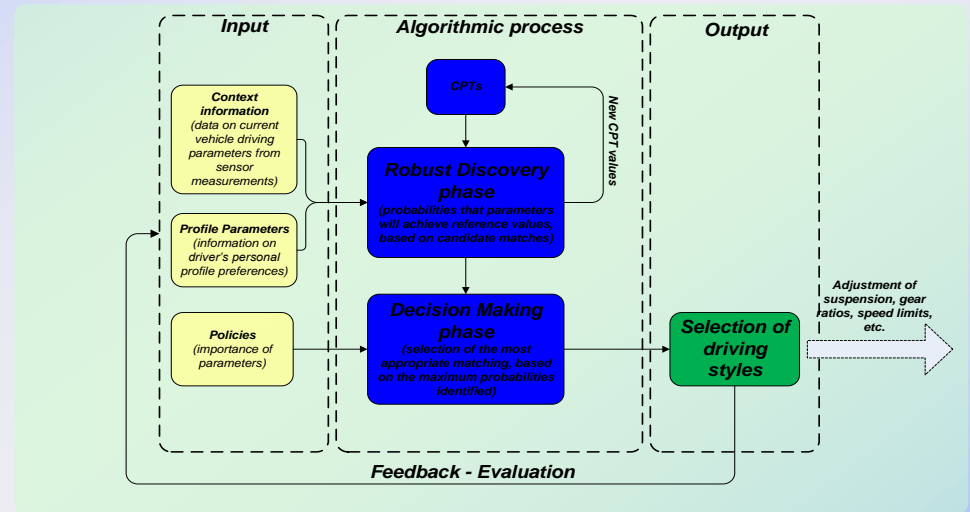 Input
Algorithmic process
Output
Context
information
(data on current
vehicle driving
parameters from
sensor
measurements)
Profile Parameters
(information on
driver's personal
profile preferences)
Policies
(importance of
parameters)
CPTs
New CPT values
Robust Discovery
phase
(probabilities that parameters
will achieve reference values,
based on candidate matches)
Decision Making
phase
(selection of the most
appropriate matching, based
on the maximum probabilities
identified)
Selection of
driving
styles
Adjustment of
suspension, gear
ratios, speed limits,
etc.
Feedback - Evaluation